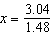 x = 3.04 / 1.48